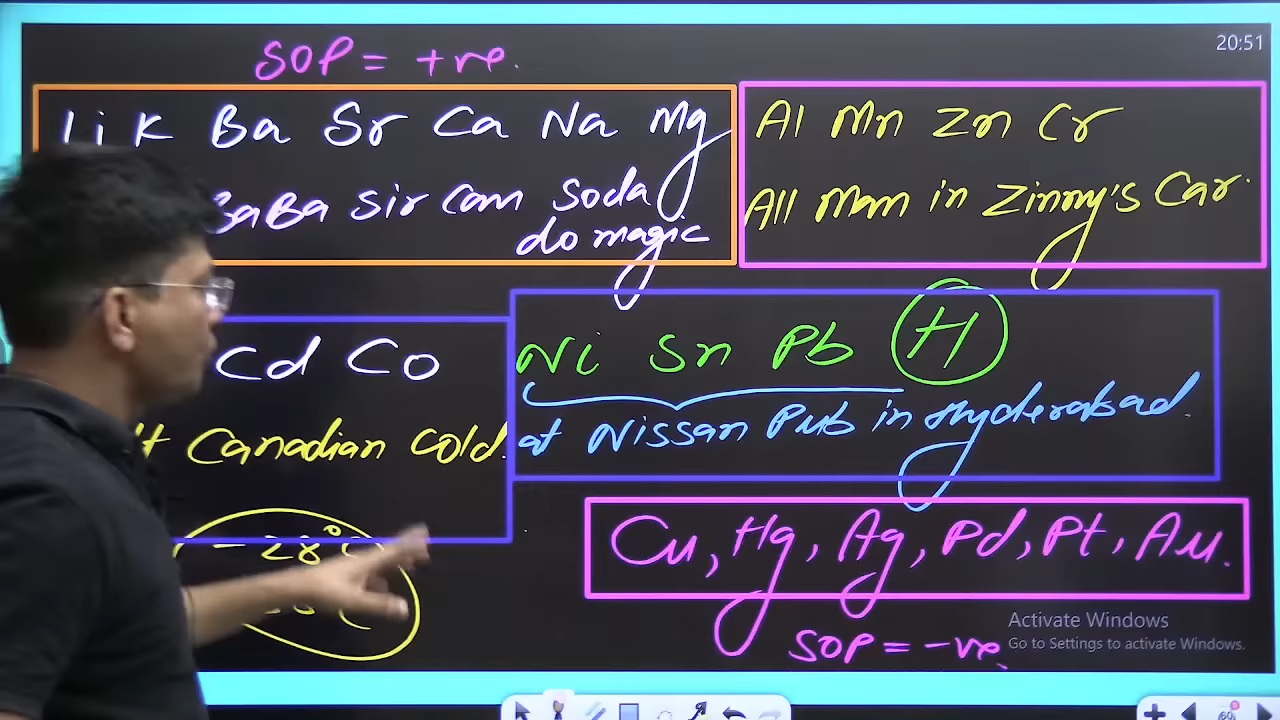 20:51
SOP = +ve.
Li K Ba Sr Ca Na Mg
BaBa Sir Can Soda
do magic
Al Mn Zn Cr
All Man in Zinny's Car.
Cd Co
Canadian Cold.
Ni Sn Pb H
at Nissan Pub in Hyderabad.
-28°C
Cu, Hg, Ag, Pd, Pt, Au.
SOP = -ve.
Activate Windows
Go to Settings to activate Windows.